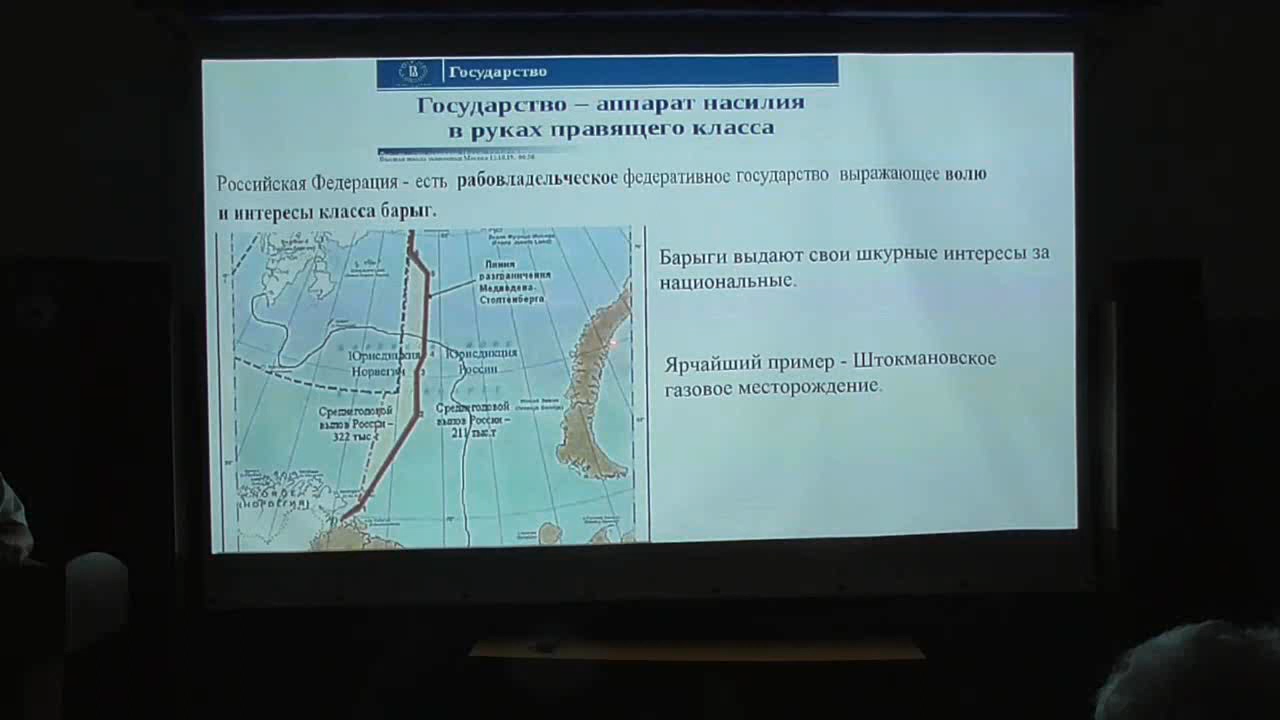 Государство
Государство – аппарат насилия
в руках правящего класса
Российская Федерация - есть рабовладельческое федеративное государство выражающее волю
и интересы класса барыг.
Линия
разграничения
Медведева-
Столтенберга
Юрисдикция
Норвегии
Юрисдикция
России
Среднегодовой
вылов России –
322 тыс.т
Среднегодовой
вылов России –
211 тыс.т
NORGE
(НОРВЕГИЯ)
Барыги выдают свои шкурные интересы за
национальные.
Ярчайший пример - Штокмановское
газовое месторождение.